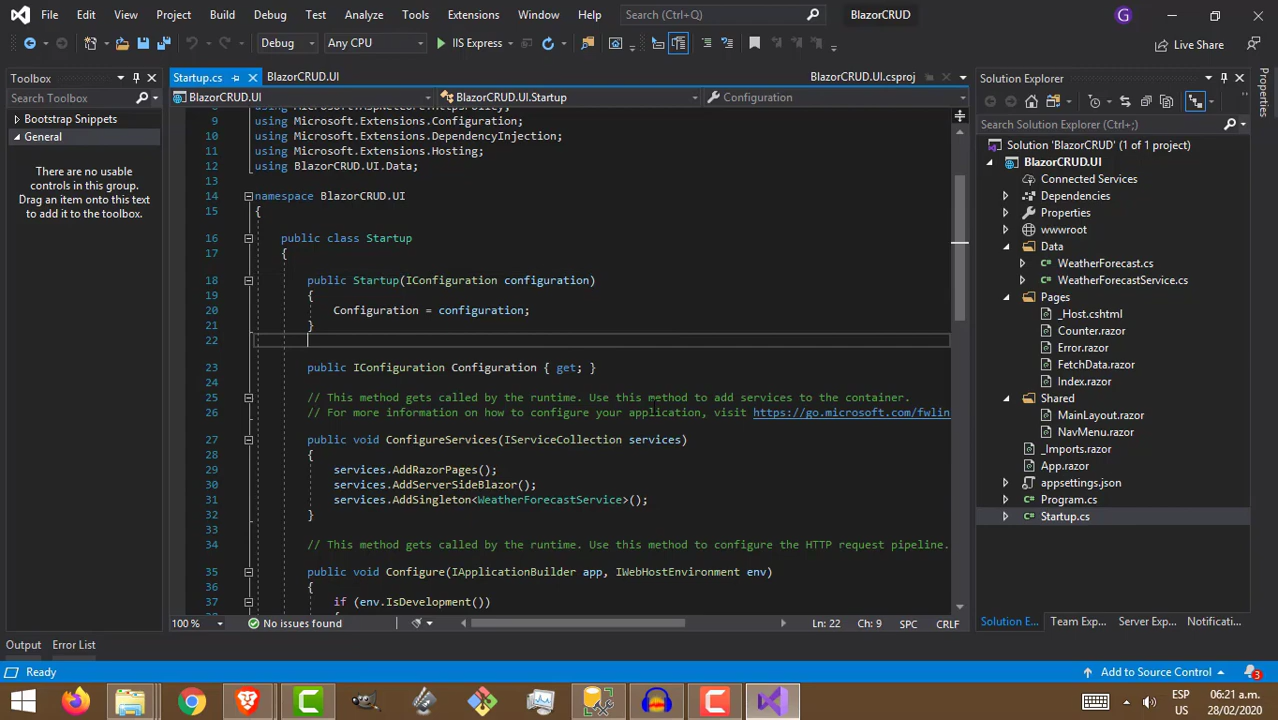 File Edit View Project Build Debug Test Analyze Tools Extensions Window Help Search (Ctrl+Q) BlazorCRUD G
Debug Any CPU IIS Express Live Share
Toolbox
Search Toolbox
Bootstrap Snippets
General
There are no usable
controls in this group.
Drag an item onto this text
to add it to the toolbox.
Startup.cs BlazorCRUD.UI BlazorCRUD.UI.csproj
BlazorCRUD.UI BlazorCRUD.UI.Startup Configuration
9 using Microsoft.Extensions.Configuration;
10 using Microsoft.Extensions.DependencyInjection;
11 using Microsoft.Extensions.Hosting;
12 using BlazorCRUD.UI.Data;
13
14 namespace BlazorCRUD.UI
15 {
16 public class Startup
17 {
18 public Startup(IConfiguration configuration)
19 {
20 Configuration = configuration;
21 }
22
23 public IConfiguration Configuration { get; }
24
25 // This method gets called by the runtime. Use this method to add services to the container.
26 // For more information on how to configure your application, visit https://go.microsoft.com/fwlin
27 public void ConfigureServices(IServiceCollection services)
28 {
29 services.AddRazorPages();
30 services.AddServerSideBlazor();
31 services.AddSingleton<WeatherForecastService>();
32 }
33
34 // This method gets called by the runtime. Use this method to configure the HTTP request pipeline.
35 public void Configure(IApplicationBuilder app, IWebHostEnvironment env)
36 {
37 if (env.IsDevelopment())
100 % No issues found Ln: 22 Ch: 9 SPC CRLF
Solution Explorer
Search Solution Explorer (Ctrl+;)
Solution 'BlazorCRUD' (1 of 1 project)
BlazorCRUD.UI
Connected Services
Dependencies
Properties
wwwroot
Data
C# WeatherForecast.cs
C# WeatherForecastService.cs
Pages
_Host.cshtml
Counter.razor
Error.razor
FetchData.razor
Index.razor
Shared
MainLayout.razor
NavMenu.razor
_Imports.razor
App.razor
appsettings.json
C# Program.cs
C# Startup.cs
Solution E... Team Exp... Server Exp... Notificati...
Properties
Output Error List
Ready Add to Source Control 3
ESP 06:21 a.m.
US 28/02/2020